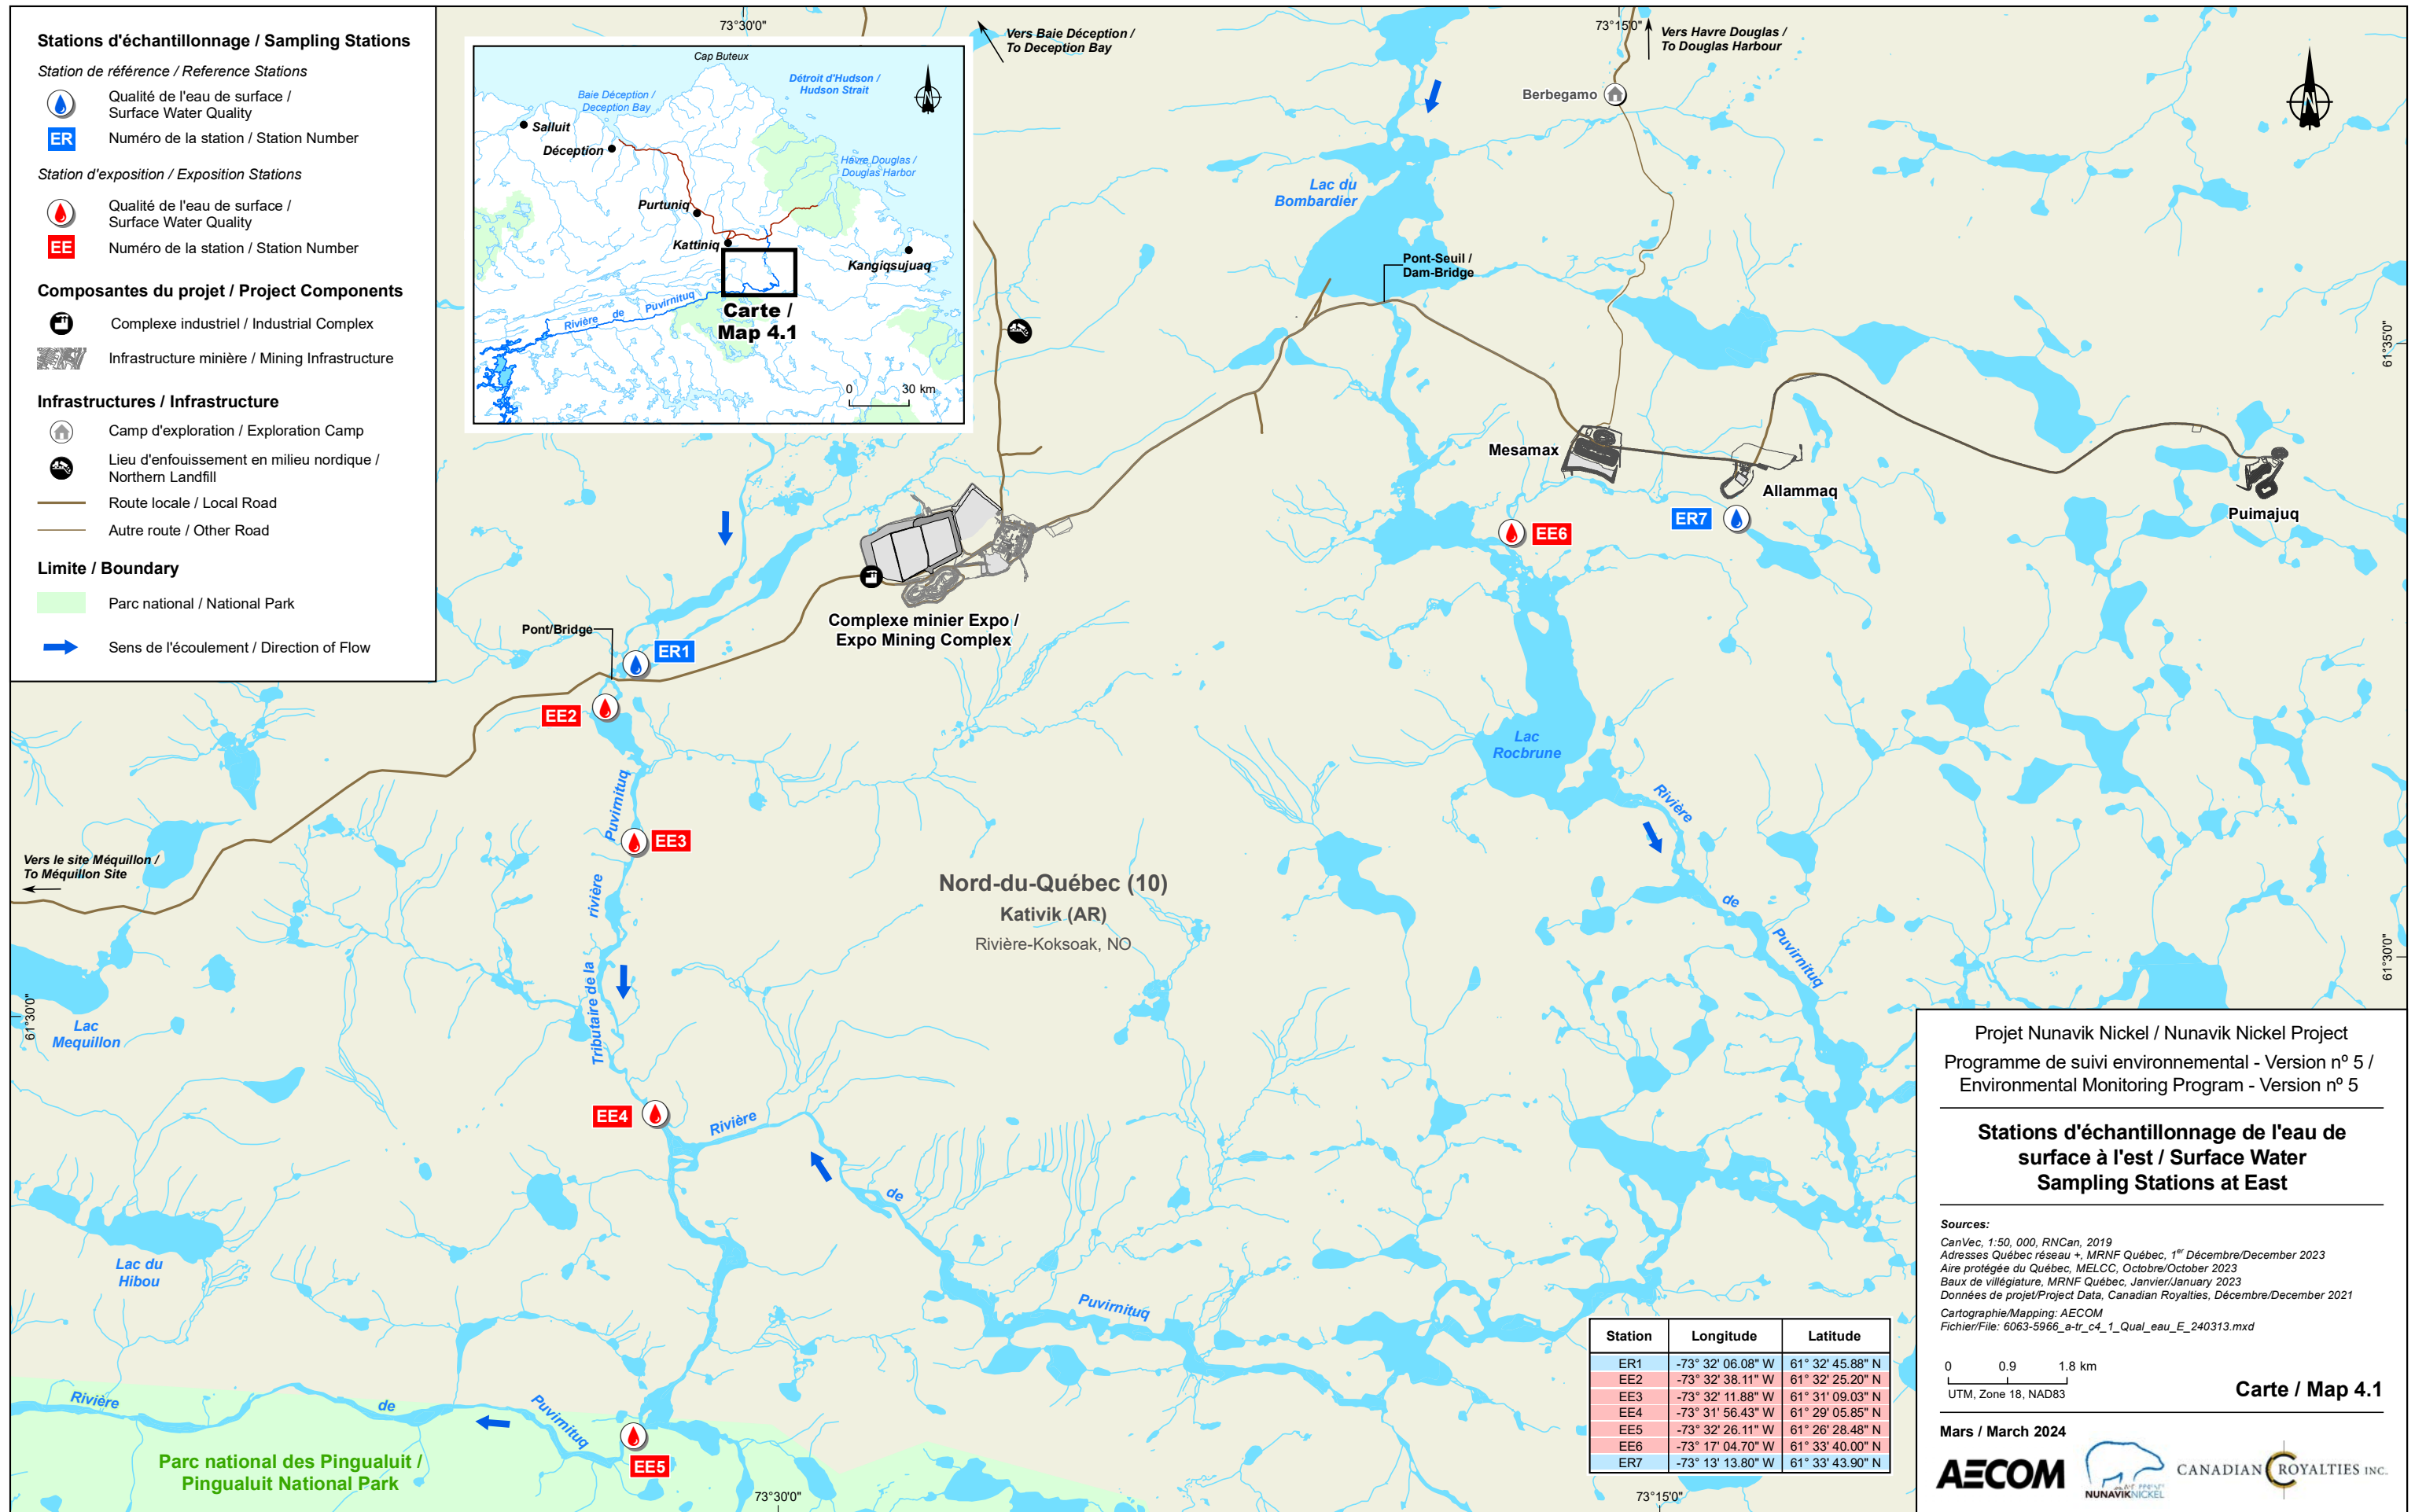 Stations d'échantillonnage / Sampling Stations
Station de référence / Reference Stations
Qualité de l'eau de surface /
Surface Water Quality
ER
Numéro de la station / Station Number
Station d'exposition / Exposition Stations
Qualité de l'eau de surface /
Surface Water Quality
EE
Numéro de la station / Station Number
Composantes du projet / Project Components
Complexe industriel / Industrial Complex
Infrastructure minière / Mining Infrastructure
Infrastructures / Infrastructure
Camp d'exploration / Exploration Camp
Lieu d'enfouissement en milieu nordique /
Northern Landfill
Route locale / Local Road
Autre route / Other Road
Limite / Boundary
Parc national / National Park
Sens de l'écoulement / Direction of Flow
Cap Buteux
Détroit d'Hudson /
Hudson Strait
Baie Déception /
Deception Bay
Salluit
Déception
Havre Douglas /
Douglas Harbor
Purtuniq
Kattiniq
Kangiqsujuaq
Rivière de Puvirnituq
Carte /
Map 4.1
0 30 km
73°30'0"
73°15'0"
Vers Baie Déception /
To Deception Bay
Vers Havre Douglas /
To Douglas Harbour
Berbegamo
Lac du
Bombardier
Pont-Seuil /
Dam-Bridge
61°35'0"
Mesamax
Allammaq
Puimajuq
ER7
EE6
Complexe minier Expo /
Expo Mining Complex
Pont/Bridge
ER1
EE2
Lac
Rocbrune
Rivière
de
Puvirnituq
EE3
Tributaire de la rivière Puvirnituq
Vers le site Méquillon /
To Méquillon Site
Nord-du-Québec (10)
Kativik (AR)
Rivière-Koksoak, NO
61°30'0"
61°30'0"
Lac
Mequillon
EE4
Rivière
de
Puvirnituq
Lac du
Hibou
Rivière
de
Puvirnituq
EE5
Parc national des Pingualuit /
Pingualuit National Park
73°30'0"
73°15'0"
Station Longitude Latitude
ER1 -73° 32' 06.08" W 61° 32' 45.88" N
EE2 -73° 32' 38.11" W 61° 32' 25.20" N
EE3 -73° 32' 11.88" W 61° 31' 09.03" N
EE4 -73° 31' 56.43" W 61° 29' 05.85" N
EE5 -73° 32' 26.11" W 61° 26' 28.48" N
EE6 -73° 17' 04.70" W 61° 33' 40.00" N
ER7 -73° 13' 13.80" W 61° 33' 43.90" N
Projet Nunavik Nickel / Nunavik Nickel Project
Programme de suivi environnemental - Version nº 5 /
Environmental Monitoring Program - Version nº 5
Stations d'échantillonnage de l'eau de
surface à l'est / Surface Water
Sampling Stations at East
Sources:
CanVec, 1:50, 000, RNCan, 2019
Adresses Québec réseau +, MRNF Québec, 1er Décembre/December 2023
Aire protégée du Québec, MELCC, Octobre/October 2023
Baux de villégiature, MRNF Québec, Janvier/January 2023
Données de projet/Project Data, Canadian Royalties, Décembre/December 2021
Cartographie/Mapping: AECOM
Fichier/File: 6063-5966_a-tr_c4_1_Qual_eau_E_240313.mxd
0 0.9 1.8 km
UTM, Zone 18, NAD83
Carte / Map 4.1
Mars / March 2024
AECOM
NUNAVIKNICKEL
CANADIAN ROYALTIES INC.